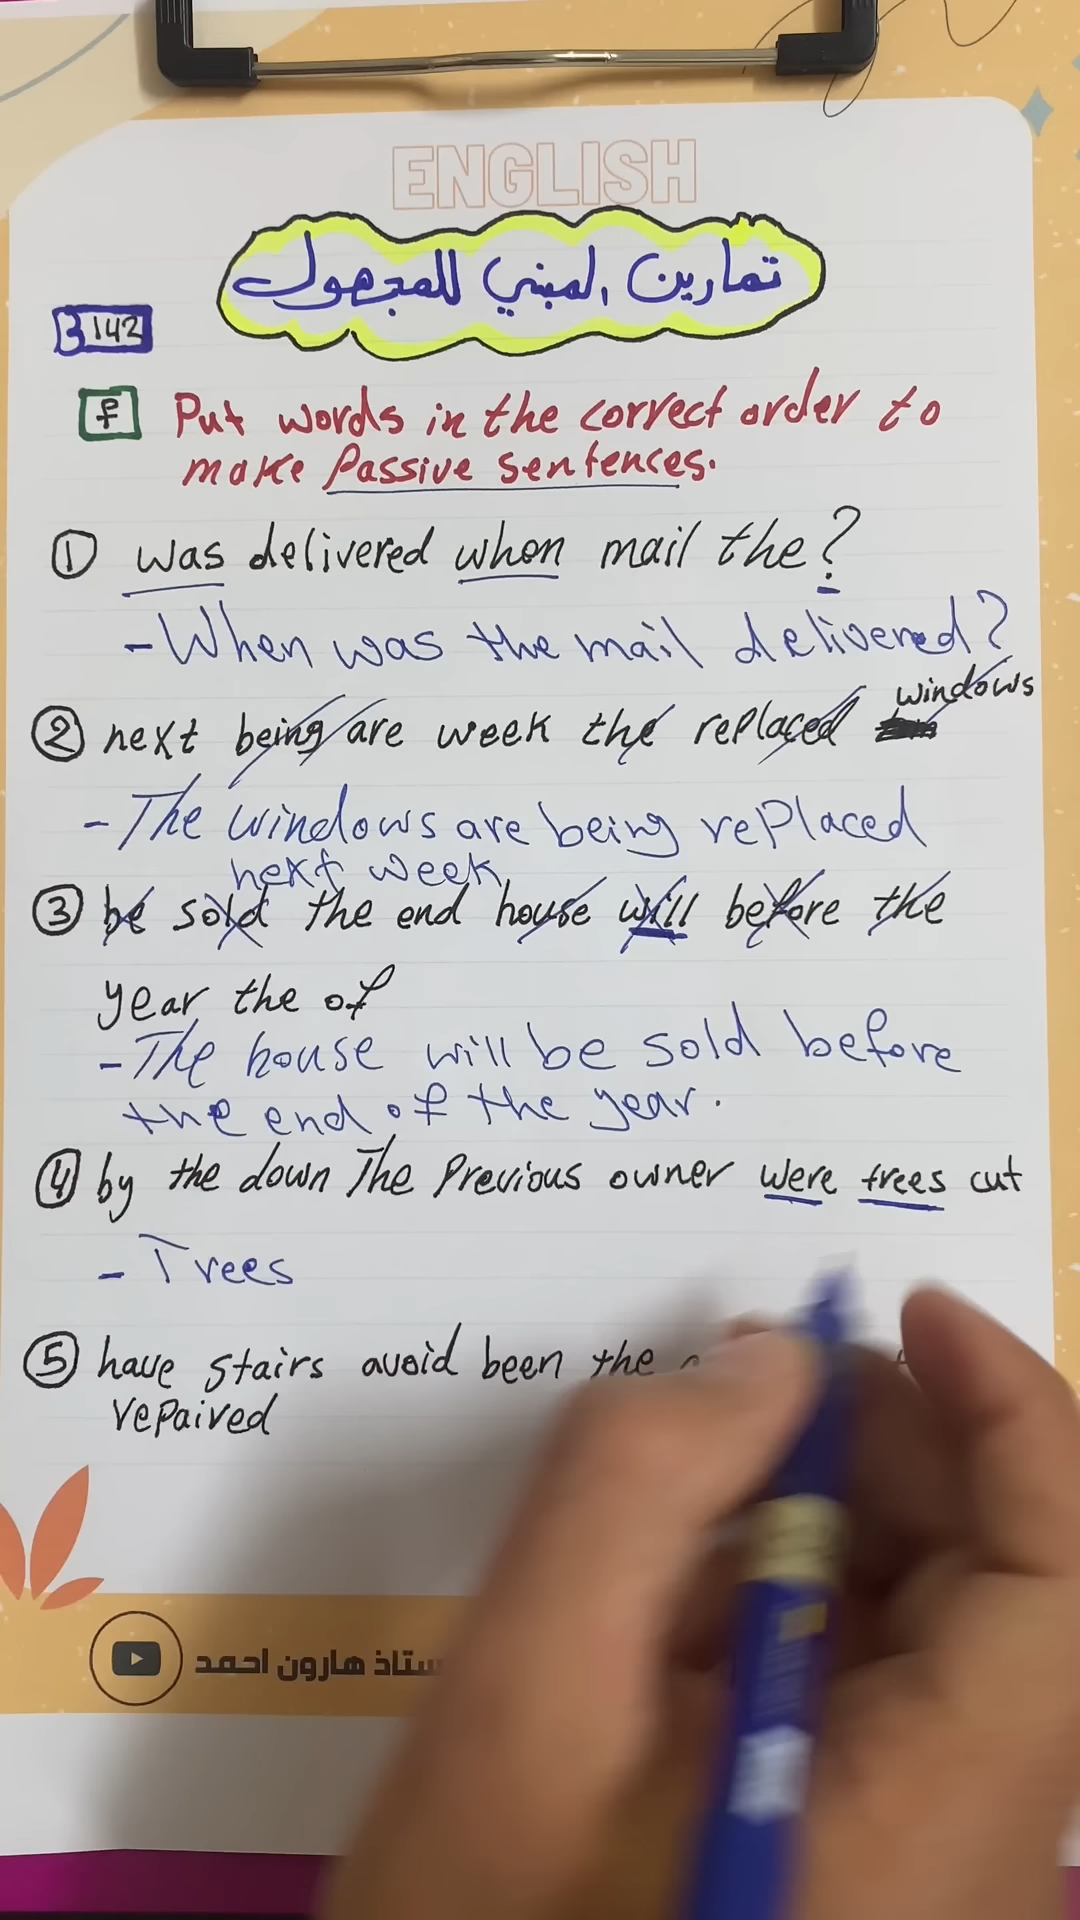 ENGLISH
تمارين المبني للمجهول
B 142
f Put words in the correct order to
make Passive sentences.
① was delivered when mail the?
- When was the mail delivered?
windows
② next being are week the replaced
- The windows are being replaced
next week
③ be sold the end house will before the
year the of
- The house will be sold before
the end of the year.
④ by the down The Previous owner were trees cut
- Trees
⑤ have stairs avoid been the
repaired
هارون احمد